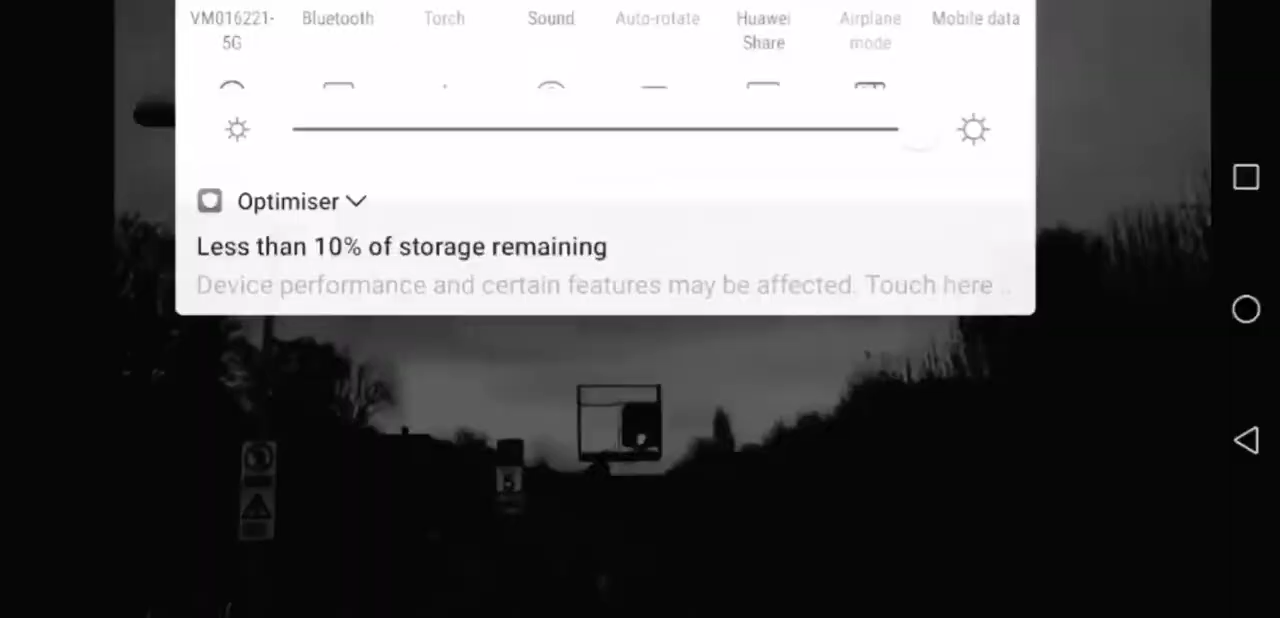 VM016221-
5G
Bluetooth
Torch
Sound
Auto-rotate
Huawei
Share
Airplane
mode
Mobile data
Optimiser
Less than 10% of storage remaining
Device performance and certain features may be affected. Touch here ..